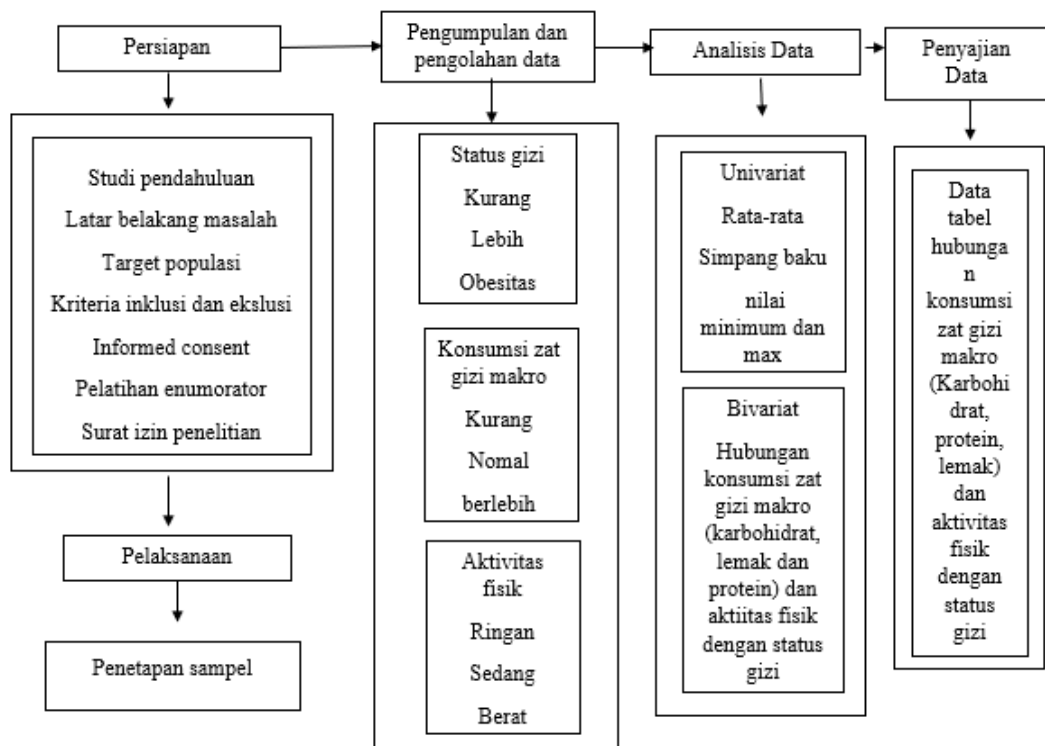 Persiapan
Studi pendahuluan
Latar belakang masalah
Target populasi
Kriteria inklusi dan ekslusi
Informed consent
Pelatihan enumorator
Surat izin penelitian
Pelaksanaan
Penetapan sampel
Pengumpulan dan
pengolahan data
Status gizi
Kurang
Lebih
Obesitas
Konsumsi zat
gizi makro
Kurang
Nomal
berlebih
Aktivitas
fisik
Ringan
Sedang
Berat
Analisis Data
Univariat
Rata-rata
Simpang baku
nilai
minimum dan
max
Bivariat
Hubungan
konsumsi zat
gizi makro
(karbohidrat,
lemak dan
protein) dan
aktiitas fisik
dengan status
gizi
Penyajian
Data
Data
tabel
hubunga
n
konsumsi
zat gizi
makro
(Karbohi
drat,
protein,
lemak)
dan
aktivitas
fisik
dengan
status
gizi